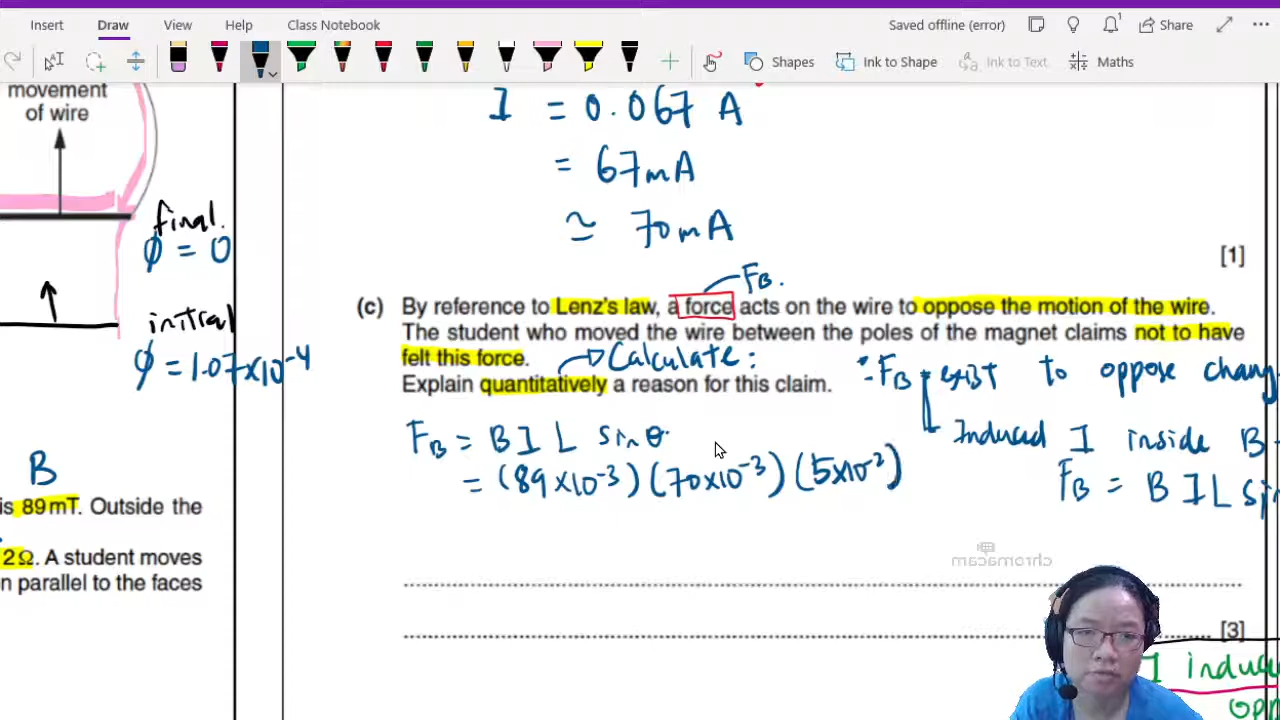 Insert Draw View Help Class Notebook Saved offline (error) Share
Shapes Ink to Shape Ink to Text Maths
movement
of wire
final.
ϕ = 0
initial
ϕ = 1.07×10⁻⁴
B
is 89 mT. Outside the
2Ω. A student moves
n parallel to the faces
I = 0.067 A
= 67mA
≃ 70mA
[1]
F_B.
(c) By reference to Lenz's law, a force acts on the wire to oppose the motion of the wire.
The student who moved the wire between the poles of the magnet claims not to have
felt this force.
Calculate:
Explain quantitatively a reason for this claim.
F_B exist to oppose chang
Induced I inside B
F_B = B I L sin
F_B = B I L sin θ
= (89×10⁻³)(70×10⁻³)(5×10⁻²)
chromacam
[3]
I induc
opp